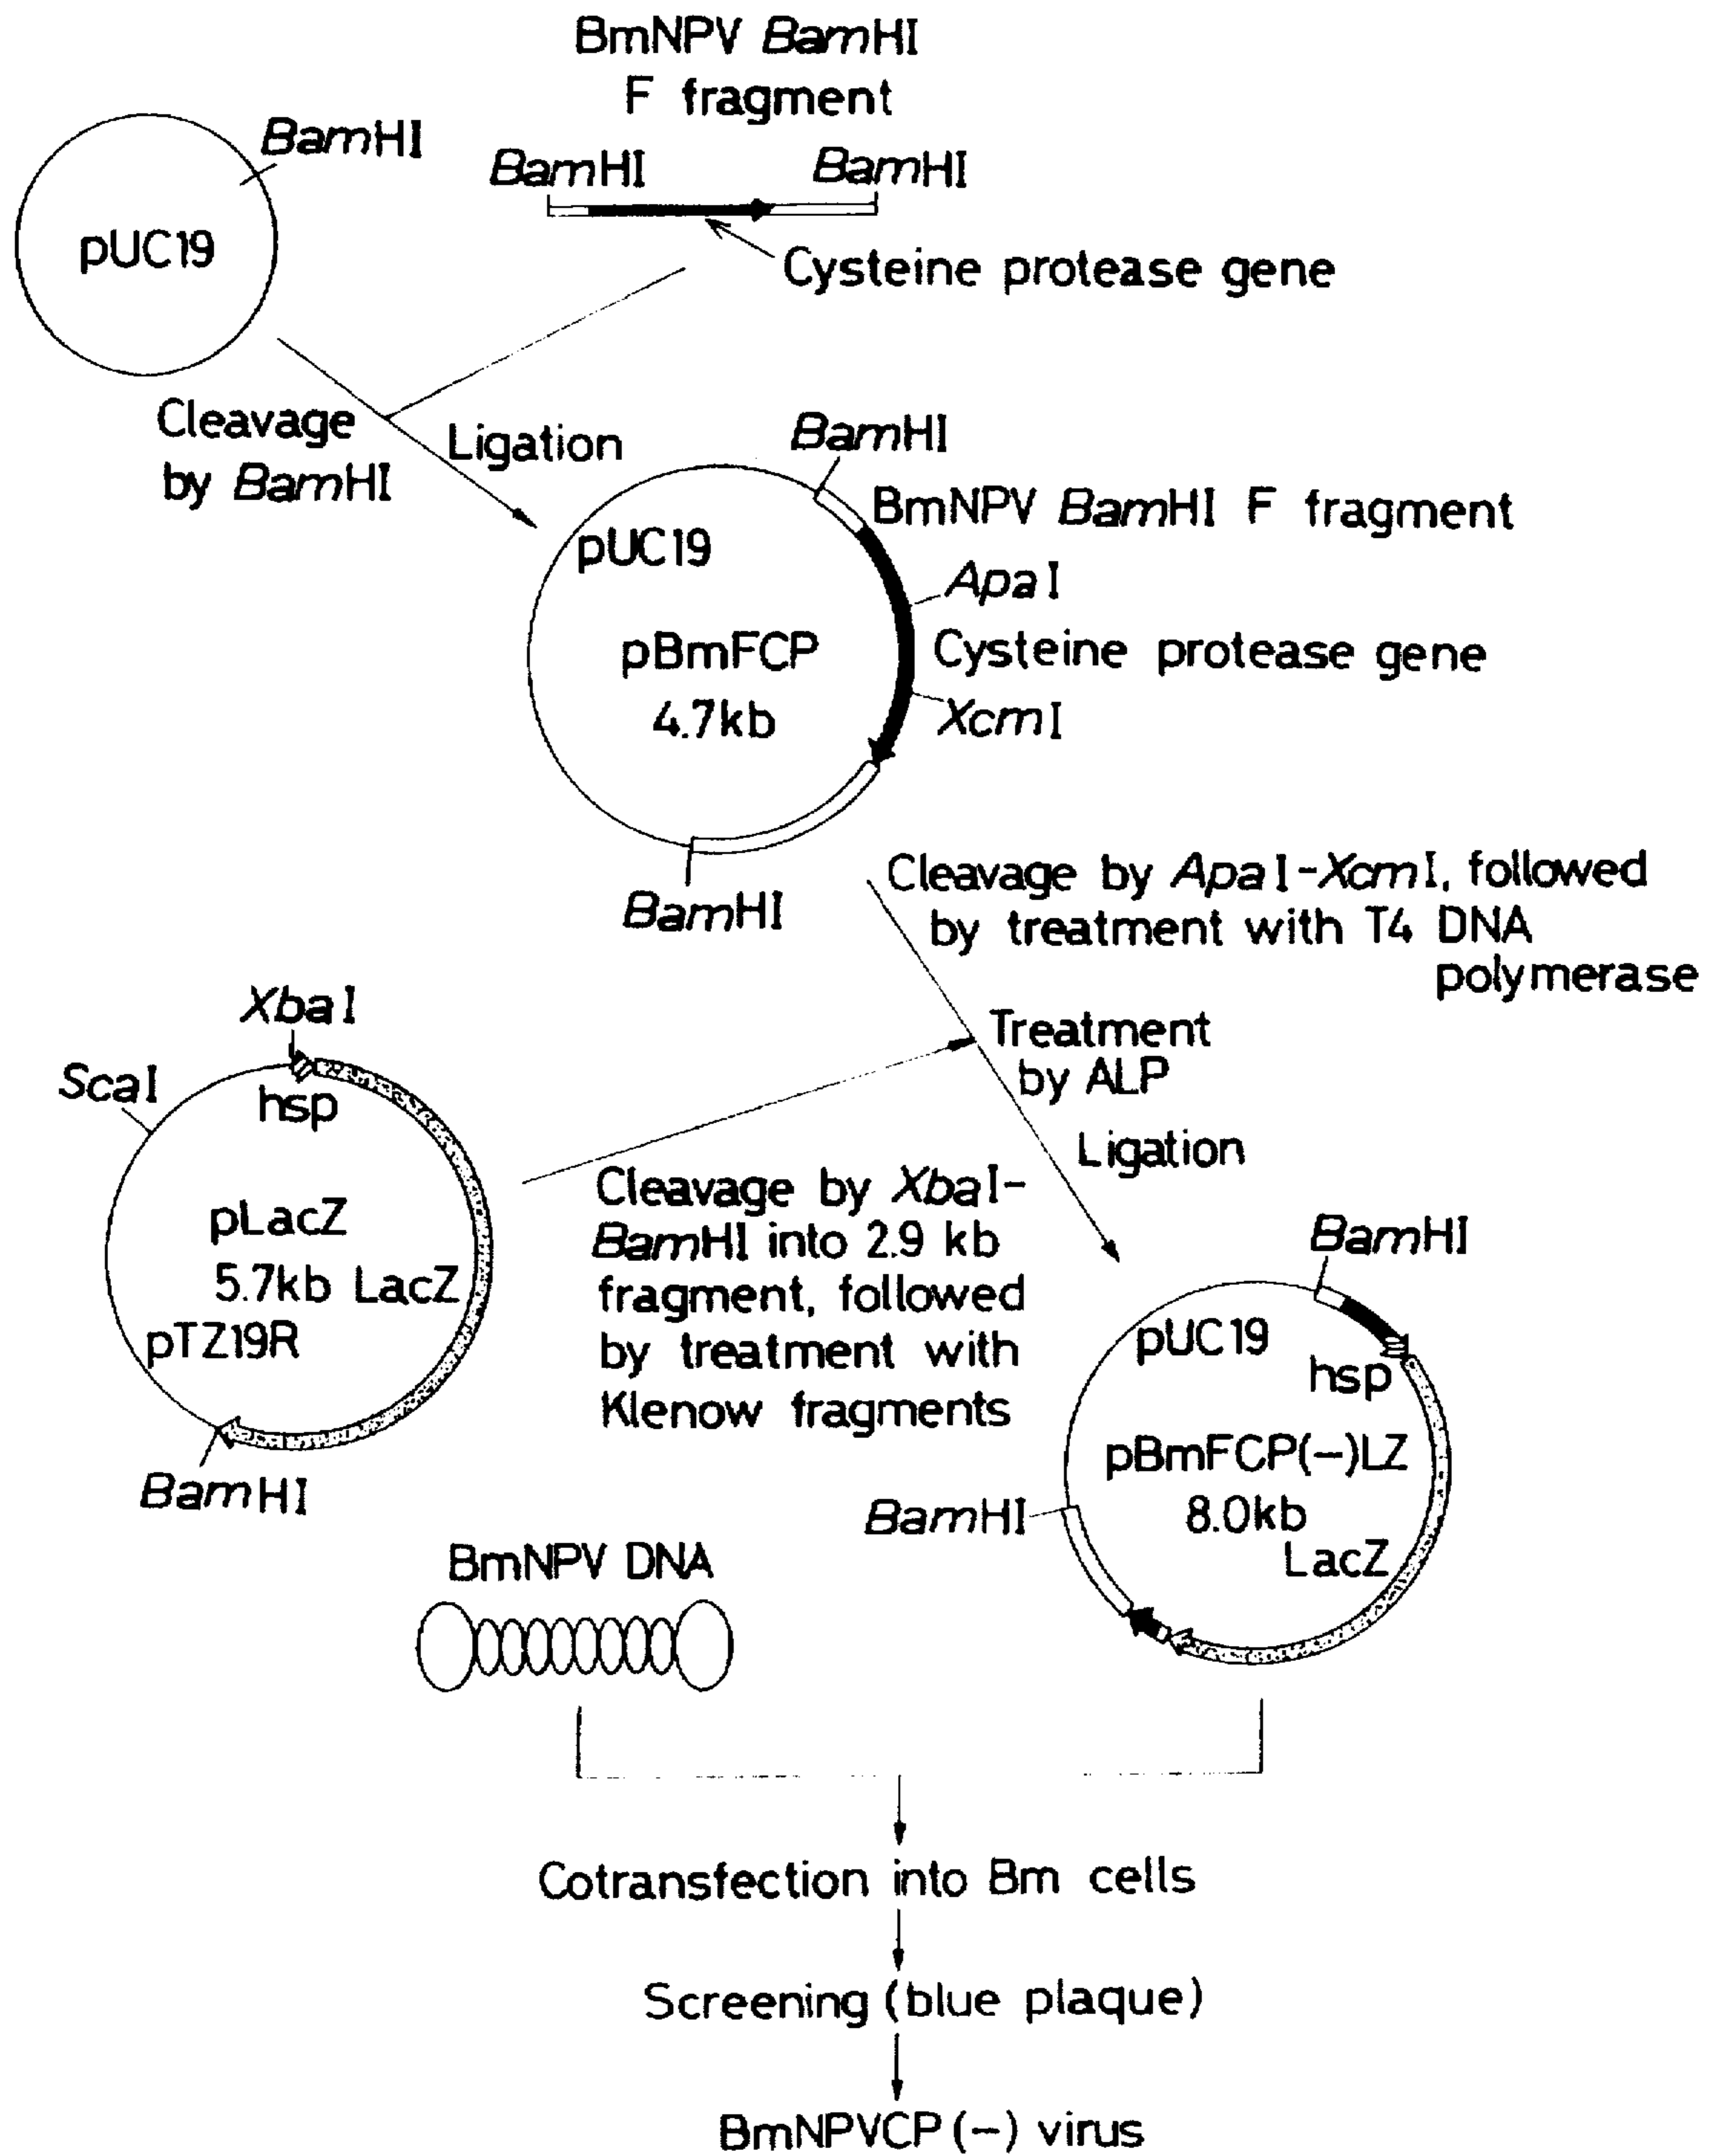 BmNPV BamHI
F fragment
BamHI
BamHI
BamHI
pUC19
Cysteine protease gene
Cleavage
by BamHI
Ligation
BamHI
BmNPV BamHI F fragment
pUC19
ApaI
pBmFCP
4.7kb
Cysteine protease gene
XcmI
BamHI
Cleavage by ApaI-XcmI, followed
by treatment with T4 DNA
polymerase
Treatment
by ALP
Ligation
XbaI
ScaI
hsp
pLacZ
5.7kb LacZ
pTZ19R
BamHI
Cleavage by XbaI-
BamHI into 2.9 kb
fragment, followed
by treatment with
Klenow fragments
BamHI
pUC19
hsp
pBmFCP(-)LZ
8.0kb
LacZ
BamHI
BmNPV DNA
Cotransfection into Bm cells
Screening (blue plaque)
BmNPVCP (-) virus